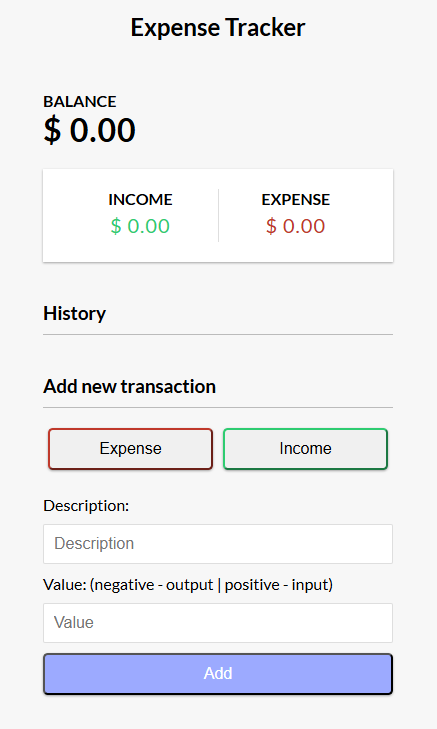 Expense Tracker
BALANCE
$ 0.00
INCOME EXPENSE
$ 0.00 $ 0.00
History
Add new transaction
Expense Income
Description:
Description
Value: (negative - output | positive - input)
Value
Add